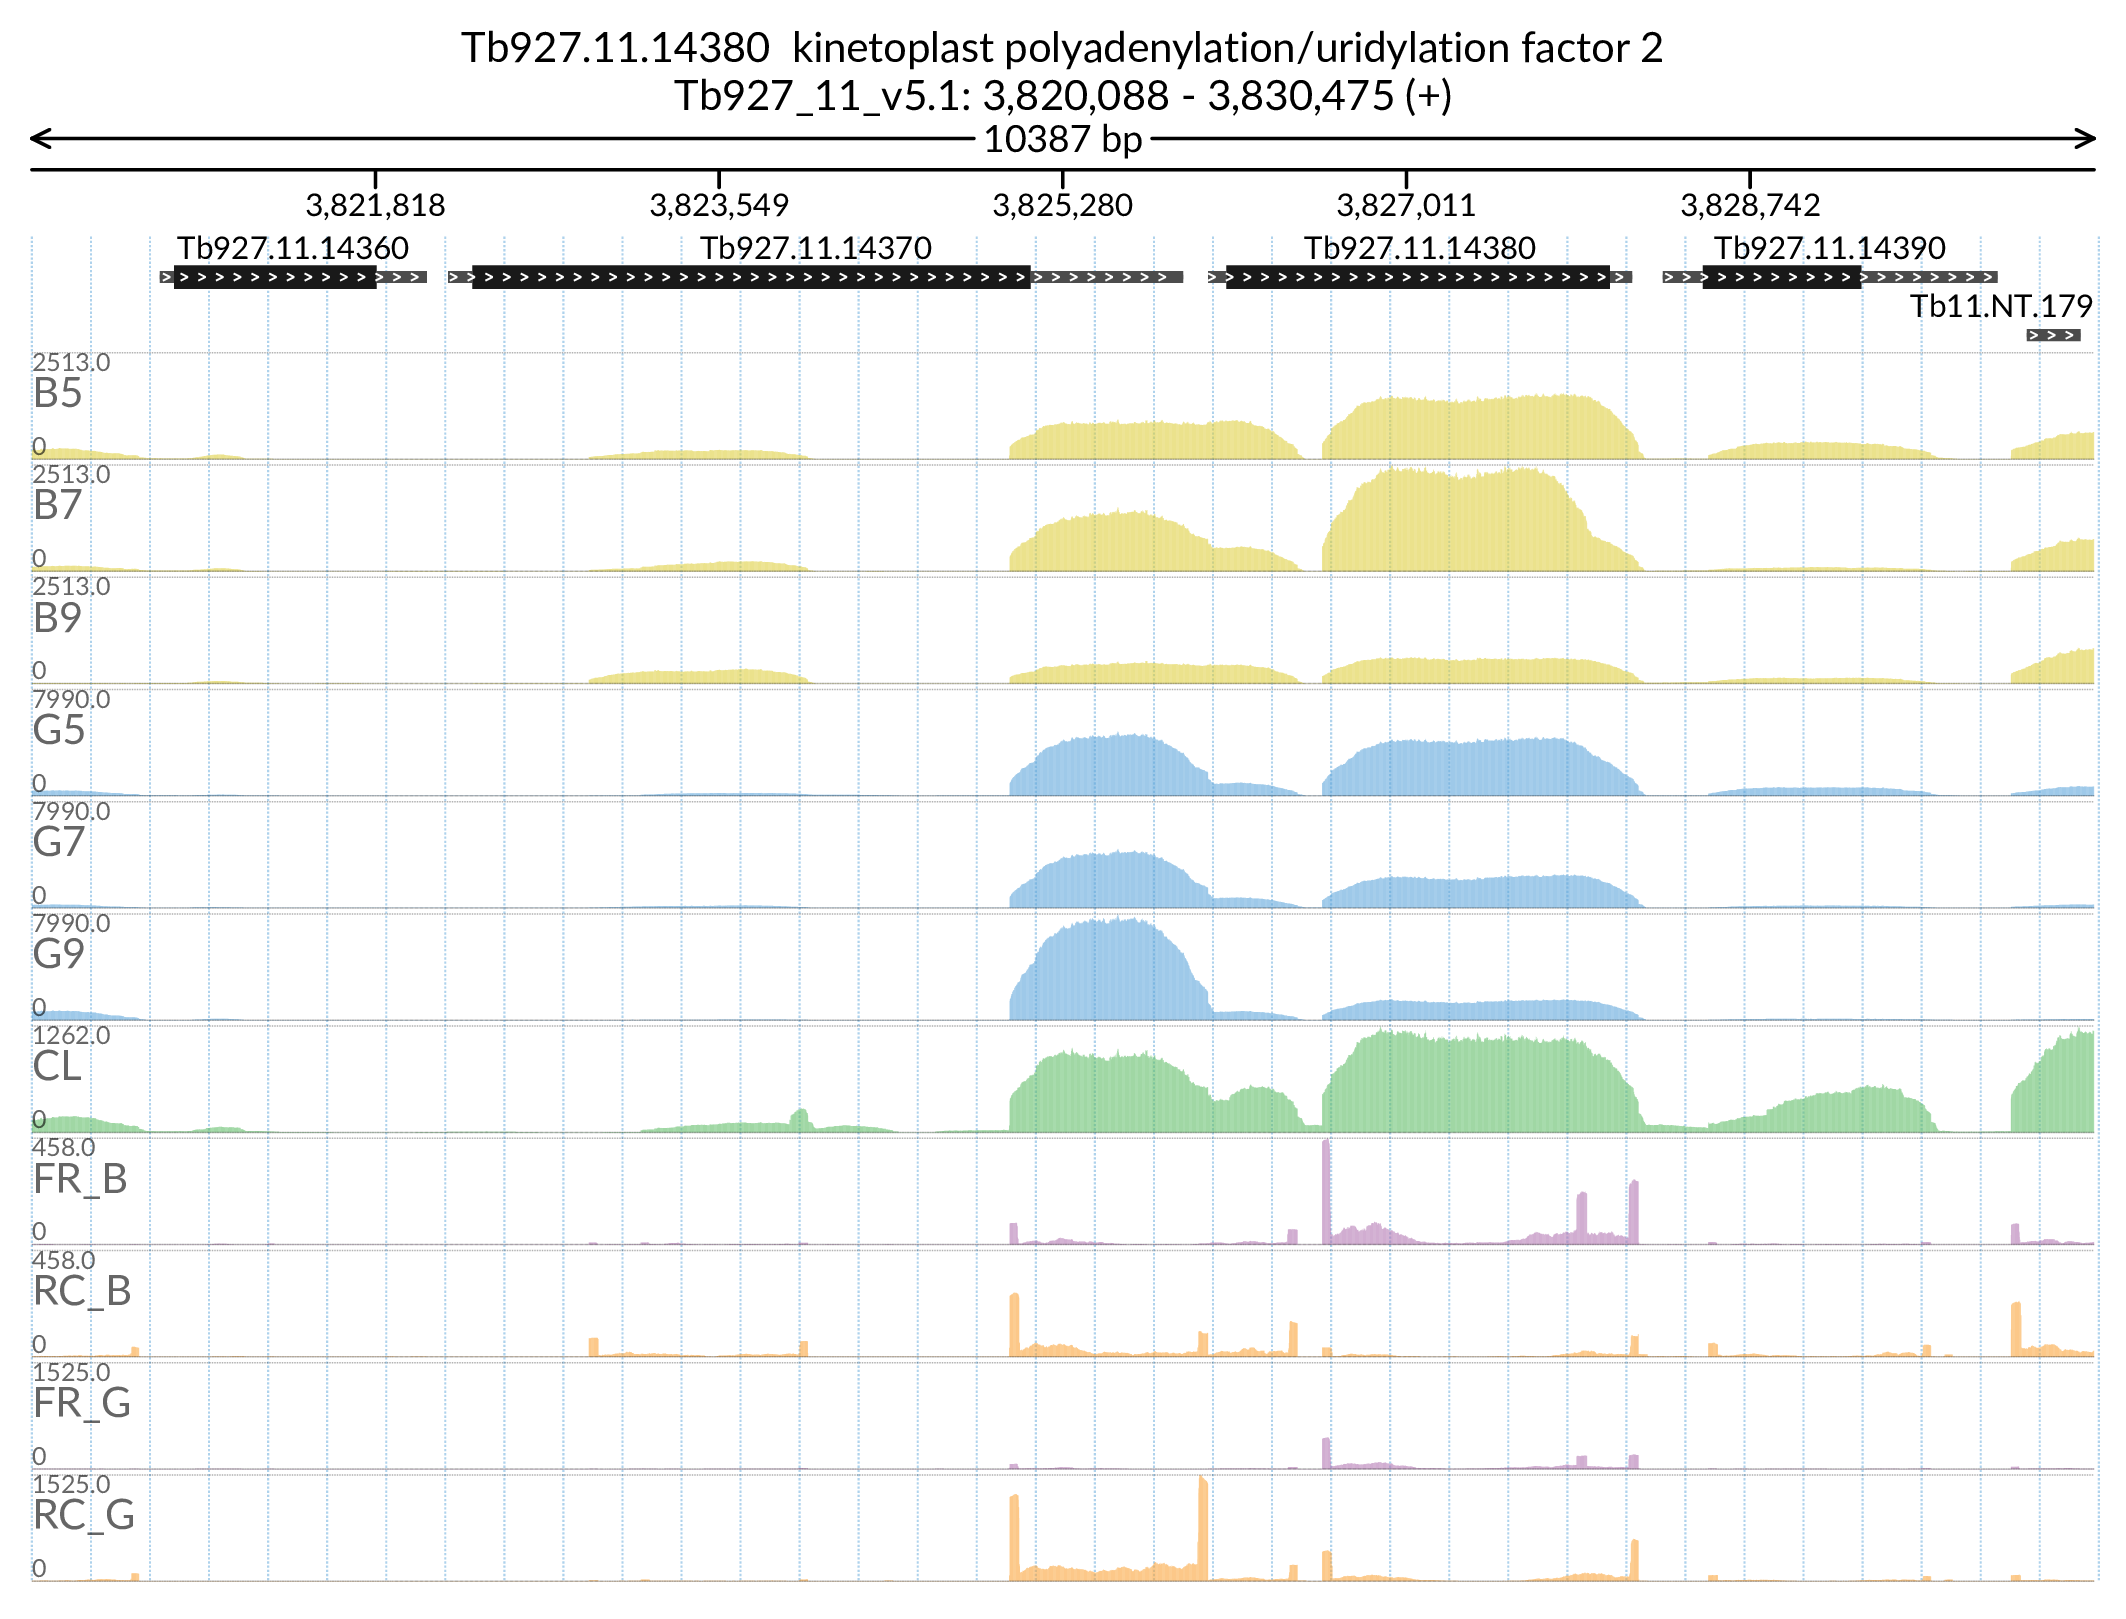 Tb927.11.14380 kinetoplast polyadenylation/uridylation factor 2
Tb927_11_v5.1: 3,820,088 - 3,830,475 (+)
10387 bp
3,821,818 3,823,549 3,825,280 3,827,011 3,828,742
Tb927.11.14360 Tb927.11.14370 Tb927.11.14380 Tb927.11.14390
Tb11.NT.179
2513.0
B5
0
2513.0
B7
0
2513.0
B9
0
7990.0
G5
0
7990.0
G7
0
7990.0
G9
0
1262.0
CL
0
458.0
FR_B
0
458.0
RC_B
0
1525.0
FR_G
0
1525.0
RC_G
0